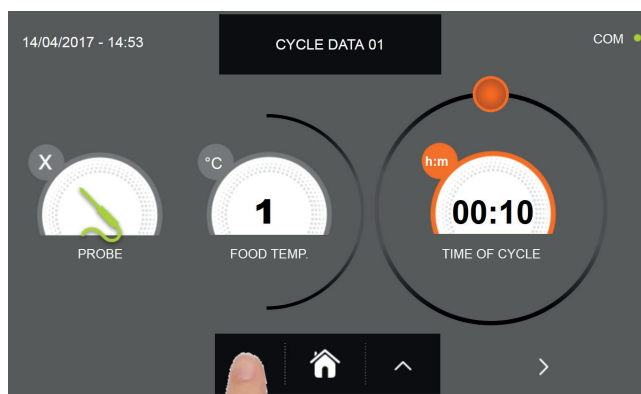 14/04/2017 - 14:53
CYCLE DATA 01
COM
X
°C
h:m
1
00:10
PROBE
FOOD TEMP.
TIME OF CYCLE